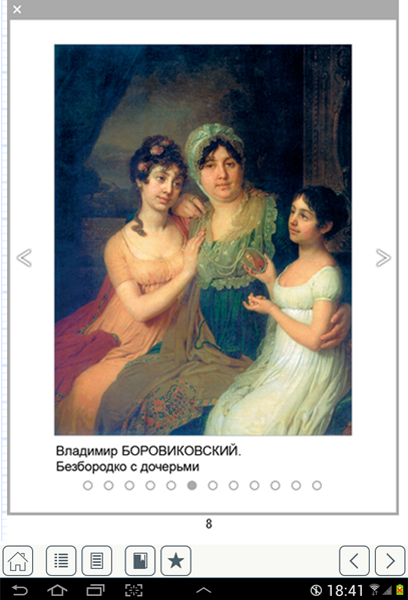 Владимир БОРОВИКОВСКИЙ.
Безбородко с дочерьми
8
18:41